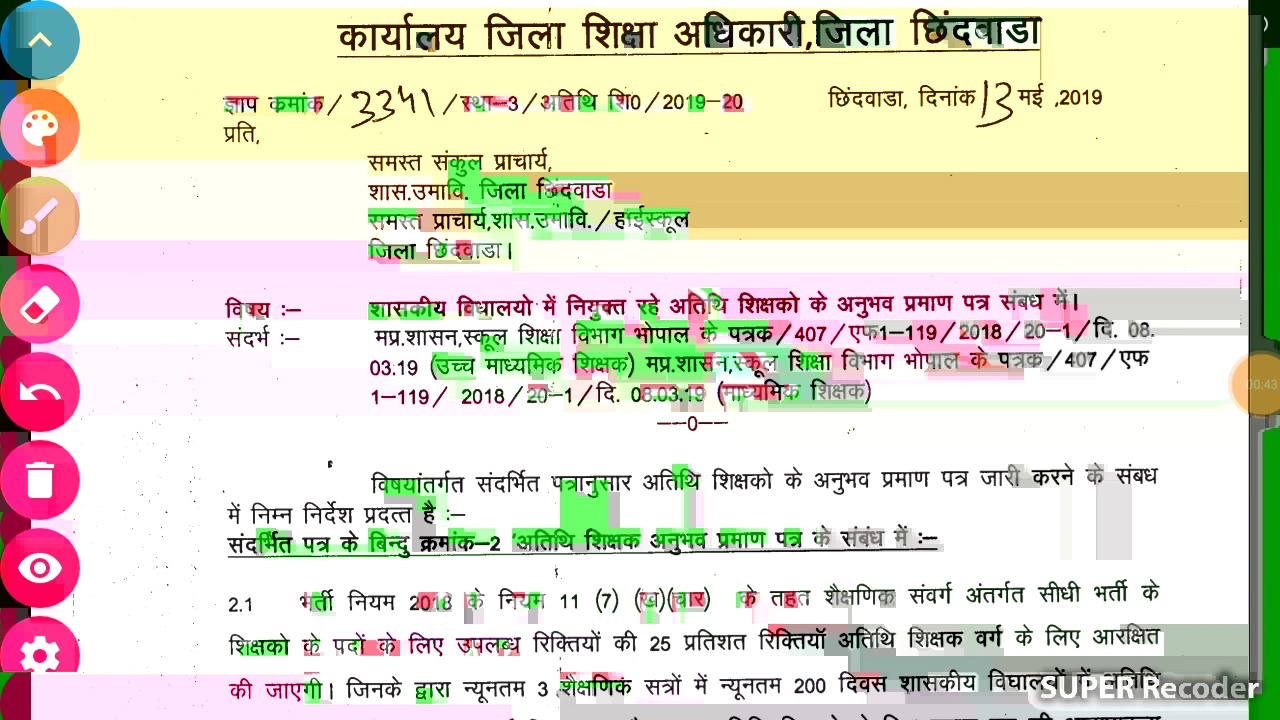 कार्यालय जिला शिक्षा अधिकारी,जिला छिंदवाडा
ज्ञाप कमांक/3341/स्था-3/अतिथि शि0/2019-20 छिंदवाडा, दिनांक 13 मई ,2019
प्रति,
समस्त संकुल प्राचार्य,
शास.उमावि. जिला छिंदवाडा
समस्त प्राचार्य,शास.उमावि./हाईस्कूल
जिला छिंदवाडा।
विषय :– शासकीय विधालयो में नियुक्त रहे अतिथि शिक्षको के अनुभव प्रमाण पत्र संबध में।
संदर्भ :– मप्र.शासन,स्कूल शिक्षा विभाग भोपाल के पत्रक/407/एफ1–119/2018/20–1/दि. 08.
03.19 (उच्च माध्यमिक शिक्षक) मप्र.शासन,स्कूल शिक्षा विभाग भोपाल के पत्रक/407/एफ
1–119/ 2018/20–1/दि. 08.03.19 (माध्यमिक शिक्षक)
––0––
00:43
विषयांतर्गत संदर्भित पत्रानुसार अतिथि शिक्षको के अनुभव प्रमाण पत्र जारी करने के संबध
में निम्न निर्देश प्रदत्त है :–
संदर्भित पत्र के बिन्दु क्रमांक–2 'अतिथि शिक्षक अनुभव प्रमाण पत्र के संबंध में :–
2.1 भर्ती नियम 2018 के नियम 11 (7) (ख)(चार) के तहत शैक्षणिक संवर्ग अंतर्गत सीधी भर्ती के
शिक्षको के पदों के लिए उपलब्ध रिक्तियों की 25 प्रतिशत रिक्तियॉ अतिथि शिक्षक वर्ग के लिए आरक्षित
की जाएगी। जिनके द्वारा न्यूनतम 3 शैक्षणिक सत्रों में न्यूनतम 200 दिवस शासकीय विघालयों में अतिथि
SUPER Recoder